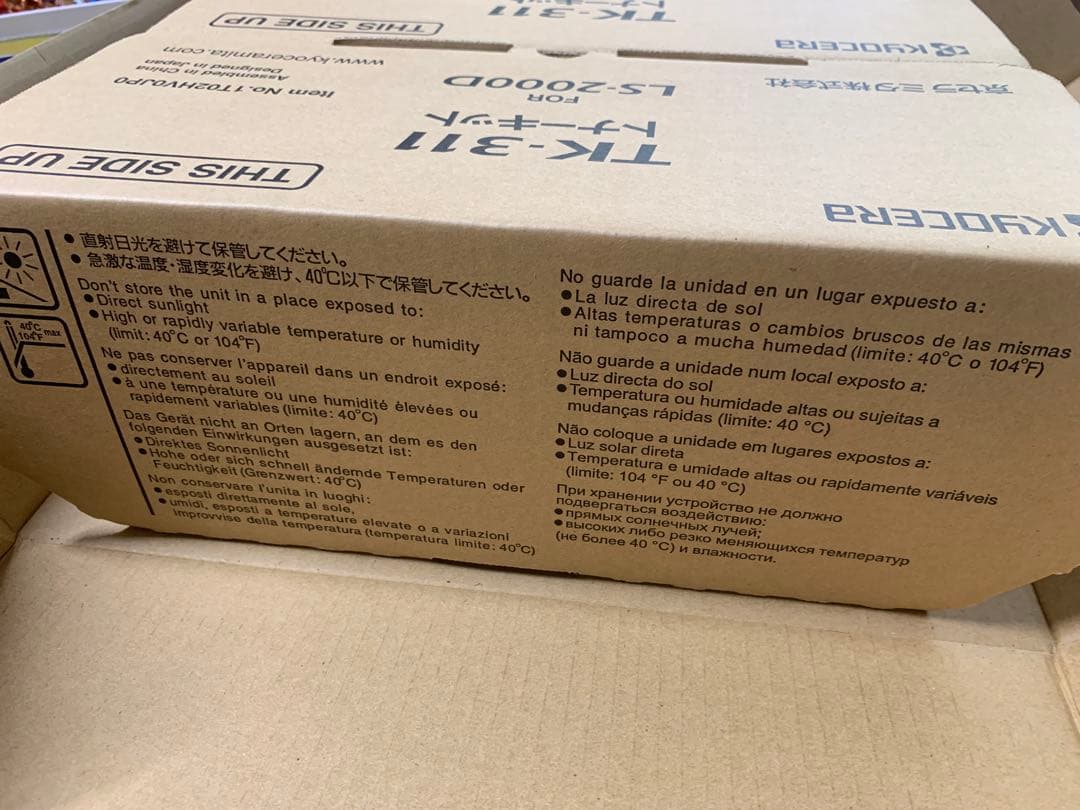 THIS SIDE UP
TK-311
KYOCERA
www.kyoceramita.com
Designed in Japan
Assembled in China
Item No. 1T02HV0JP0
LS-2000D
FOR
トナーキット
TK-311
京セラミタ株式会社
THIS SIDE UP
KYOCERA
40°C
104°F max
• 直射日光を避けて保管してください。
• 急激な温度・湿度変化を避け、40℃以下で保管してください。
Don't store the unit in a place exposed to:
●Direct sunlight
●High or rapidly variable temperature or humidity
(limit: 40°C or 104°F)
Ne pas conserver l'appareil dans un endroit exposé:
●directement au soleil
●à une température ou une humidité élevées ou
rapidement variables (limite: 40°C)
Das Gerät nicht an Orten lagern, an dem es den
folgenden Einwirkungen ausgesetzt ist:
●Direktes Sonnenlicht
●Hohe oder sich schnell ändernde Temperaturen oder
Feuchtigkeit (Grenzwert: 40°C)
Non conservare l'unita in luoghi:
●esposti direttamente al sole,
●umidi, esposti a temperature elevate o a variazioni
improvvise della temperatura (temperatura limite: 40°C)
No guarde la unidad en un lugar expuesto a:
●La luz directa de sol
●Altas temperaturas o cambios bruscos de las mismas
ni tampoco a mucha humedad (limite: 40°C o 104°F)
Não guarde a unidade num local exposto a:
●Luz directa do sol
●Temperatura ou humidade altas ou sujeitas a
mudanças rápidas (limite: 40 °C)
Não coloque a unidade em lugares expostos a:
●Luz solar direta
●Temperatura e umidade altas ou rapidamente variáveis
(limite: 104 °F ou 40 °C)
При хранении устройство не должно
подвергаться воздействию:
●прямых солнечных лучей;
●высоких либо резко меняющихся температур
(не более 40 °C) и влажности.